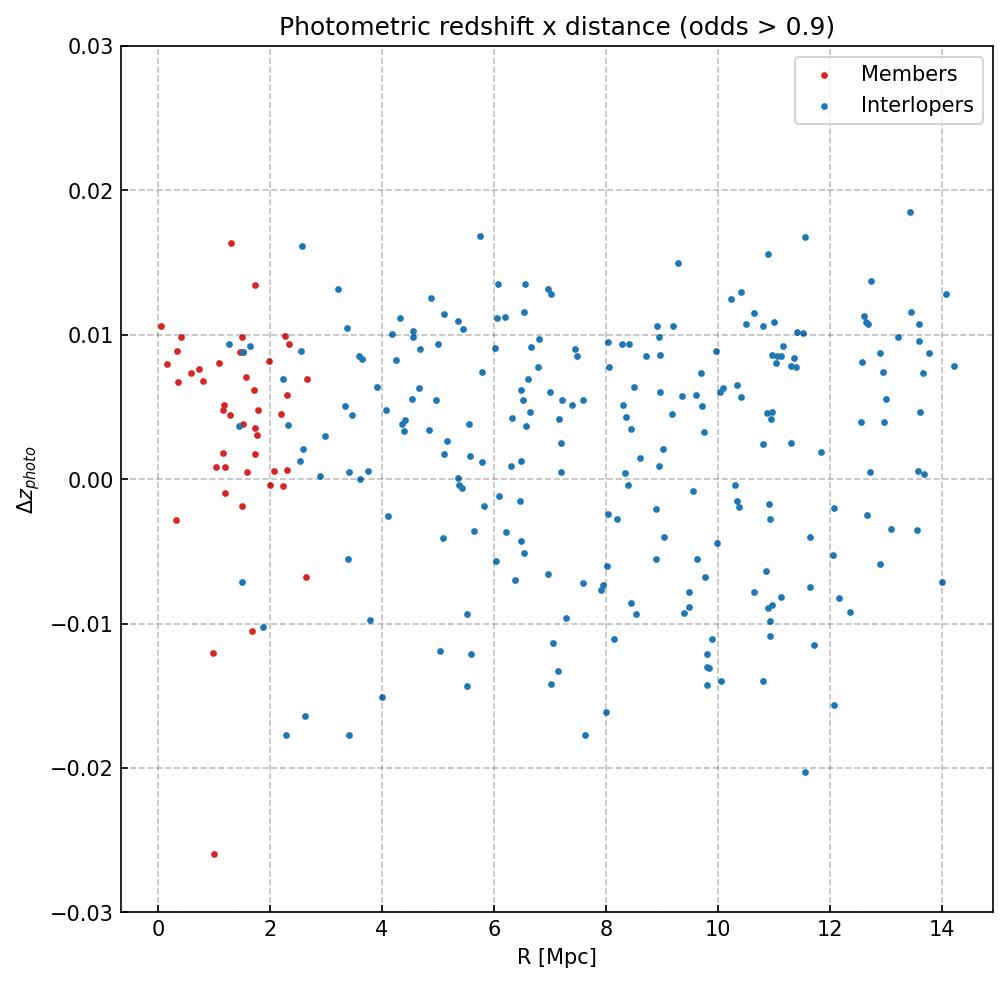 Photometric redshift x distance (odds > 0.9)
Members
Interlopers
0.03
0.02
0.01
0.00
−0.01
−0.02
−0.03
Δz_photo
0 2 4 6 8 10 12 14
R [Mpc]